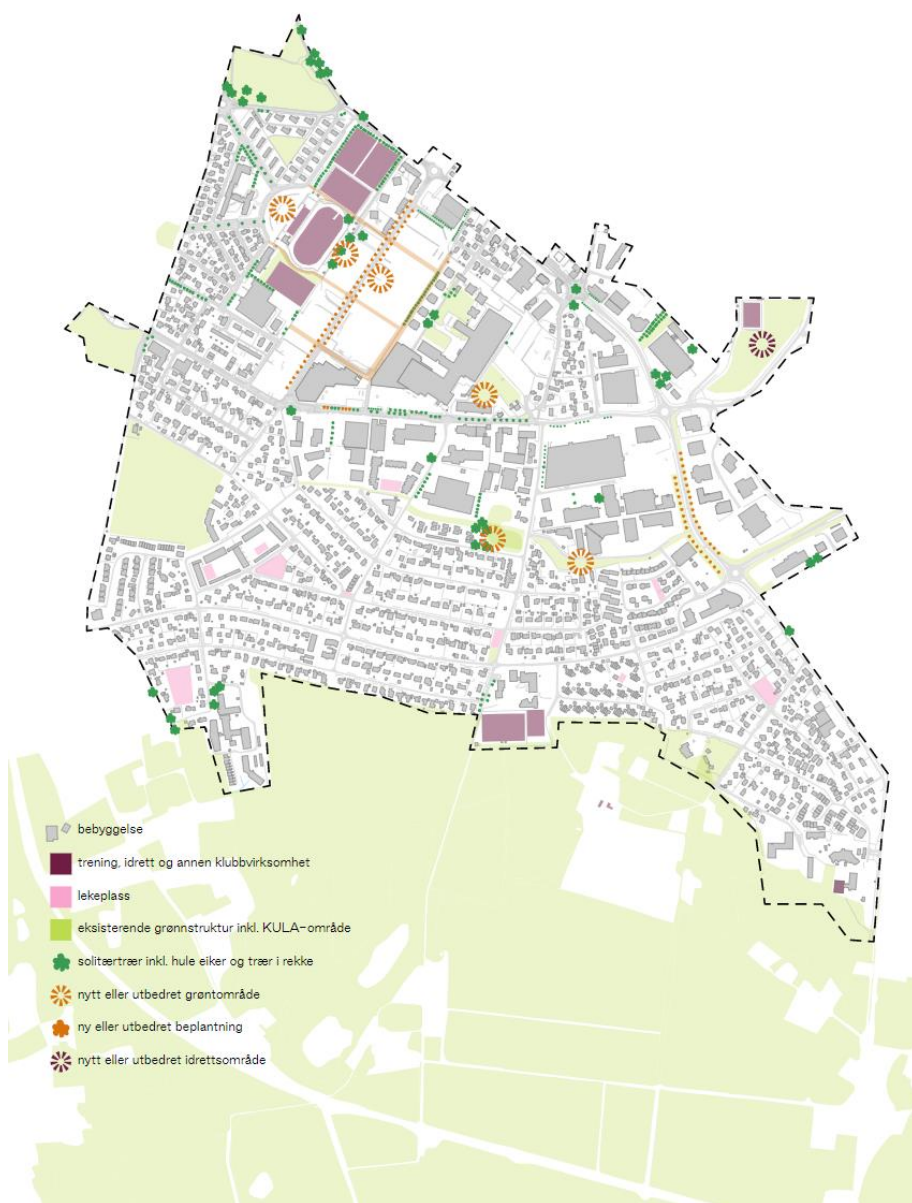 bebyggelse
trening, idrett og annen klubbvirksomhet
lekeplass
eksisterende grønnstruktur inkl. KULA-område
solitærtrær inkl. hule eiker og trær i rekke
nytt eller utbedret grøntområde
ny eller utbedret beplantning
nytt eller utbedret idrettsområde